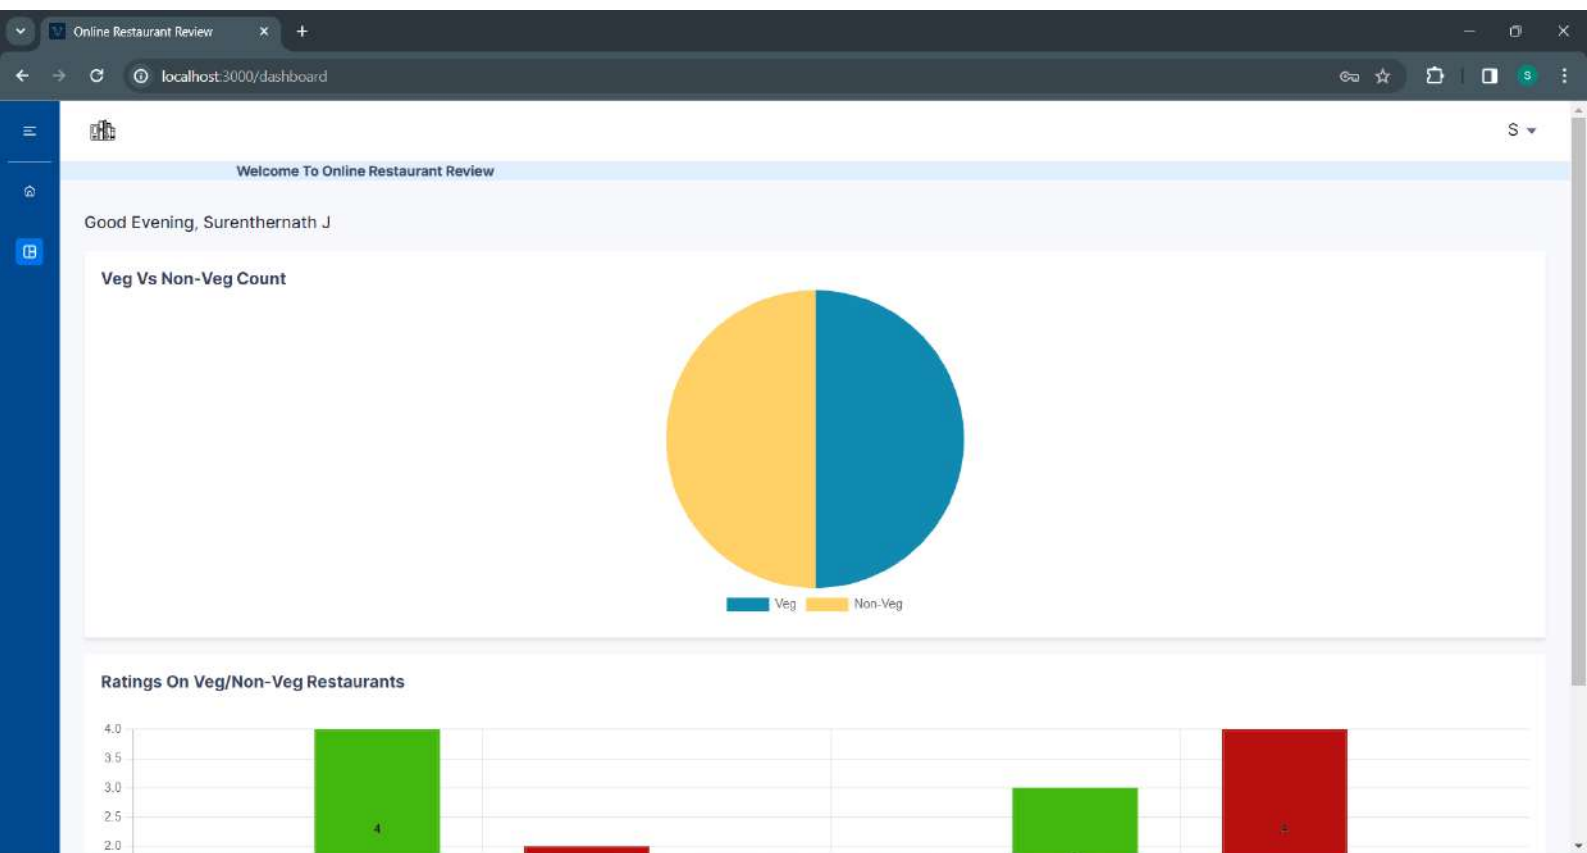 Online Restaurant Review
localhost:3000/dashboard
S
S
Welcome To Online Restaurant Review
Good Evening, Surenthernath J
Veg Vs Non-Veg Count
Veg Non-Veg
Ratings On Veg/Non-Veg Restaurants
4.0
3.5
3.0
2.5
4 4
2.0